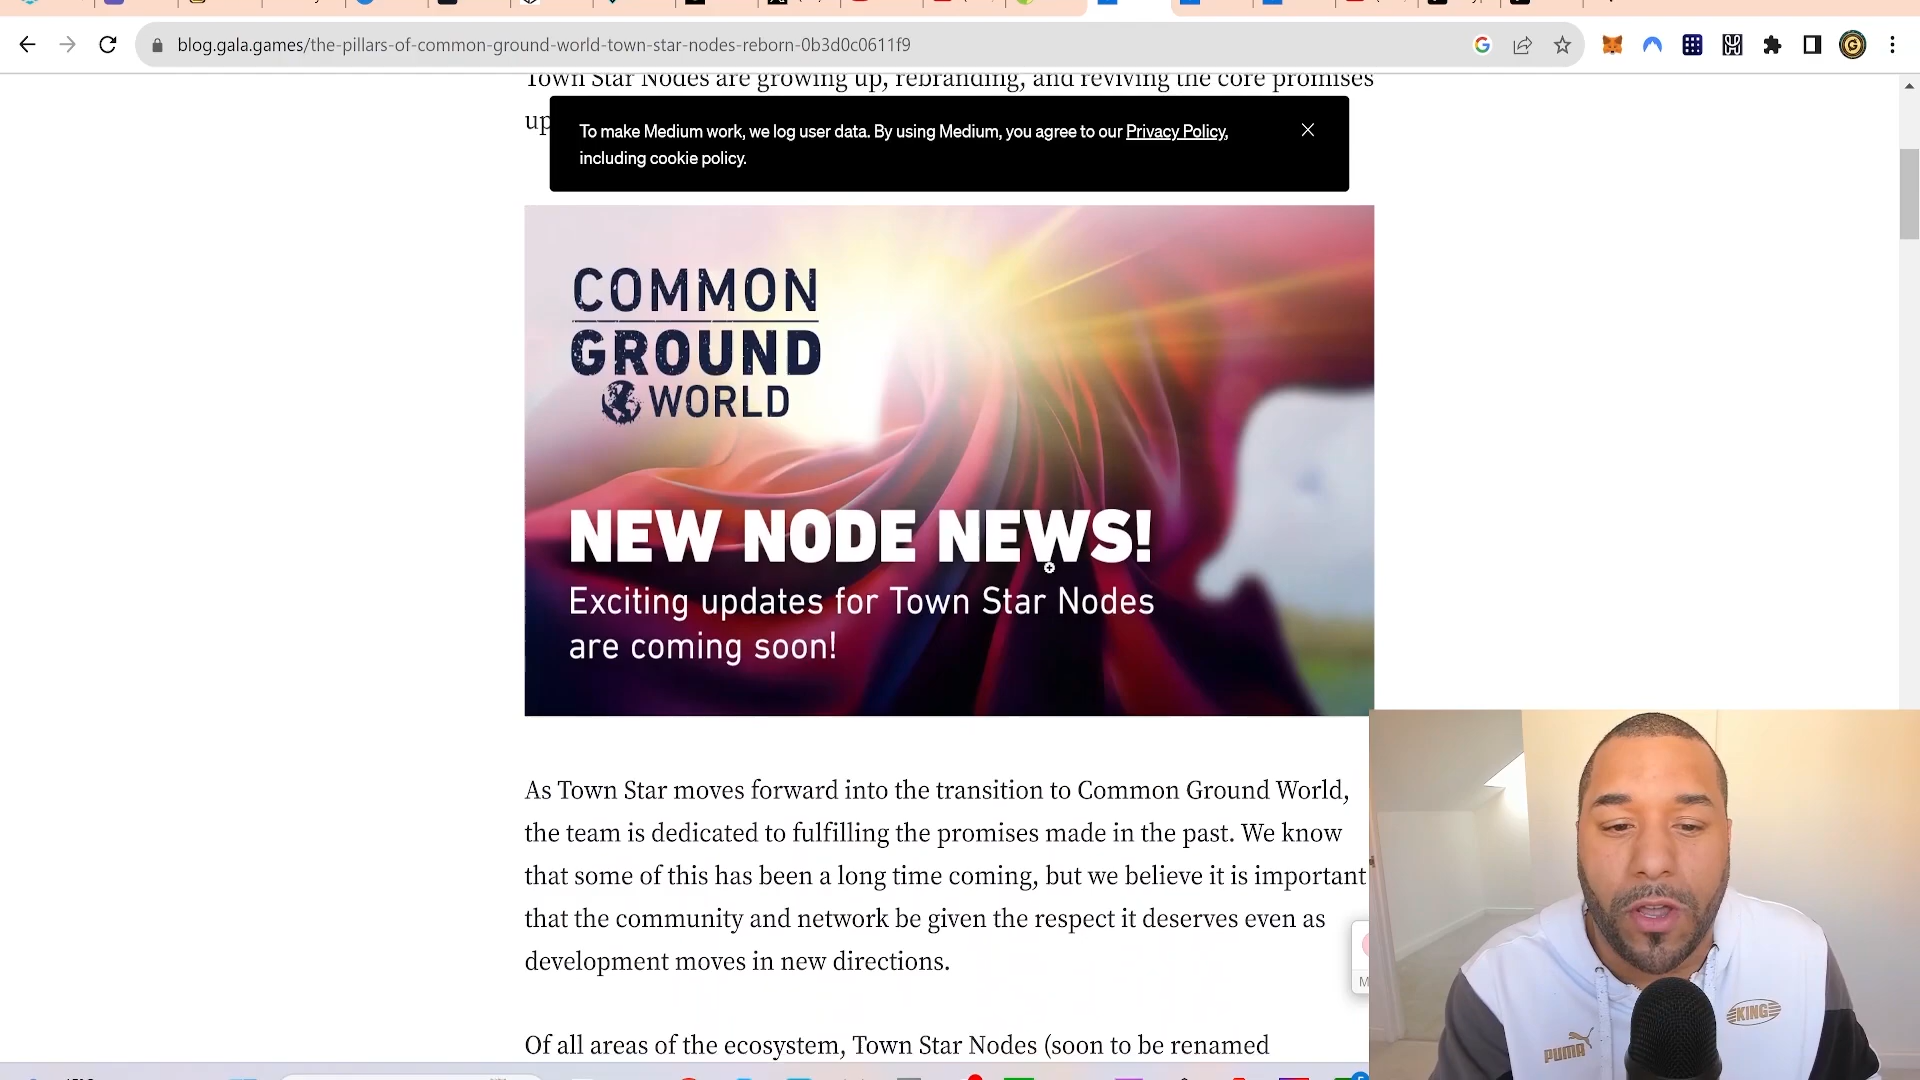 blog.gala.games/the-pillars-of-common-ground-world-town-star-nodes-reborn-0b3d0c0611f9
Town Star Nodes are growing up, rebranding, and reviving the core promises
up
To make Medium work, we log user data. By using Medium, you agree to our Privacy Policy,
including cookie policy.
COMMON
GROUND
WORLD
NEW NODE NEWS!
Exciting updates for Town Star Nodes
are coming soon!
As Town Star moves forward into the transition to Common Ground World,
the team is dedicated to fulfilling the promises made in the past. We know
that some of this has been a long time coming, but we believe it is important
that the community and network be given the respect it deserves even as
development moves in new directions.
Of all areas of the ecosystem, Town Star Nodes (soon to be renamed
KING
PUMA